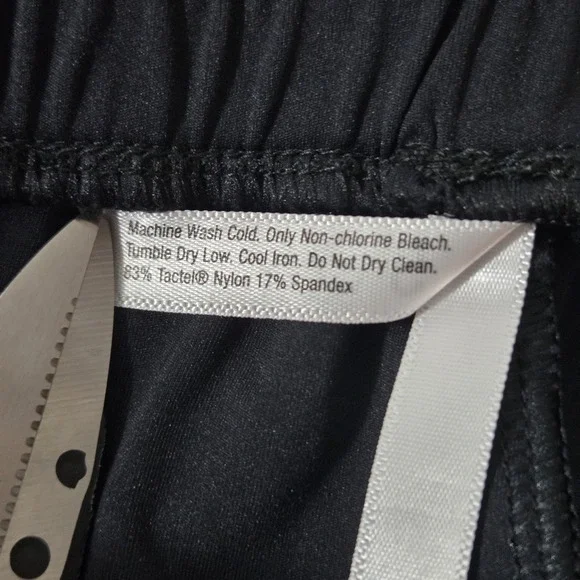 Machine Wash Cold. Only Non-chlorine Bleach.
Tumble Dry Low. Cool Iron. Do Not Dry Clean.
83% Tactel® Nylon 17% Spandex